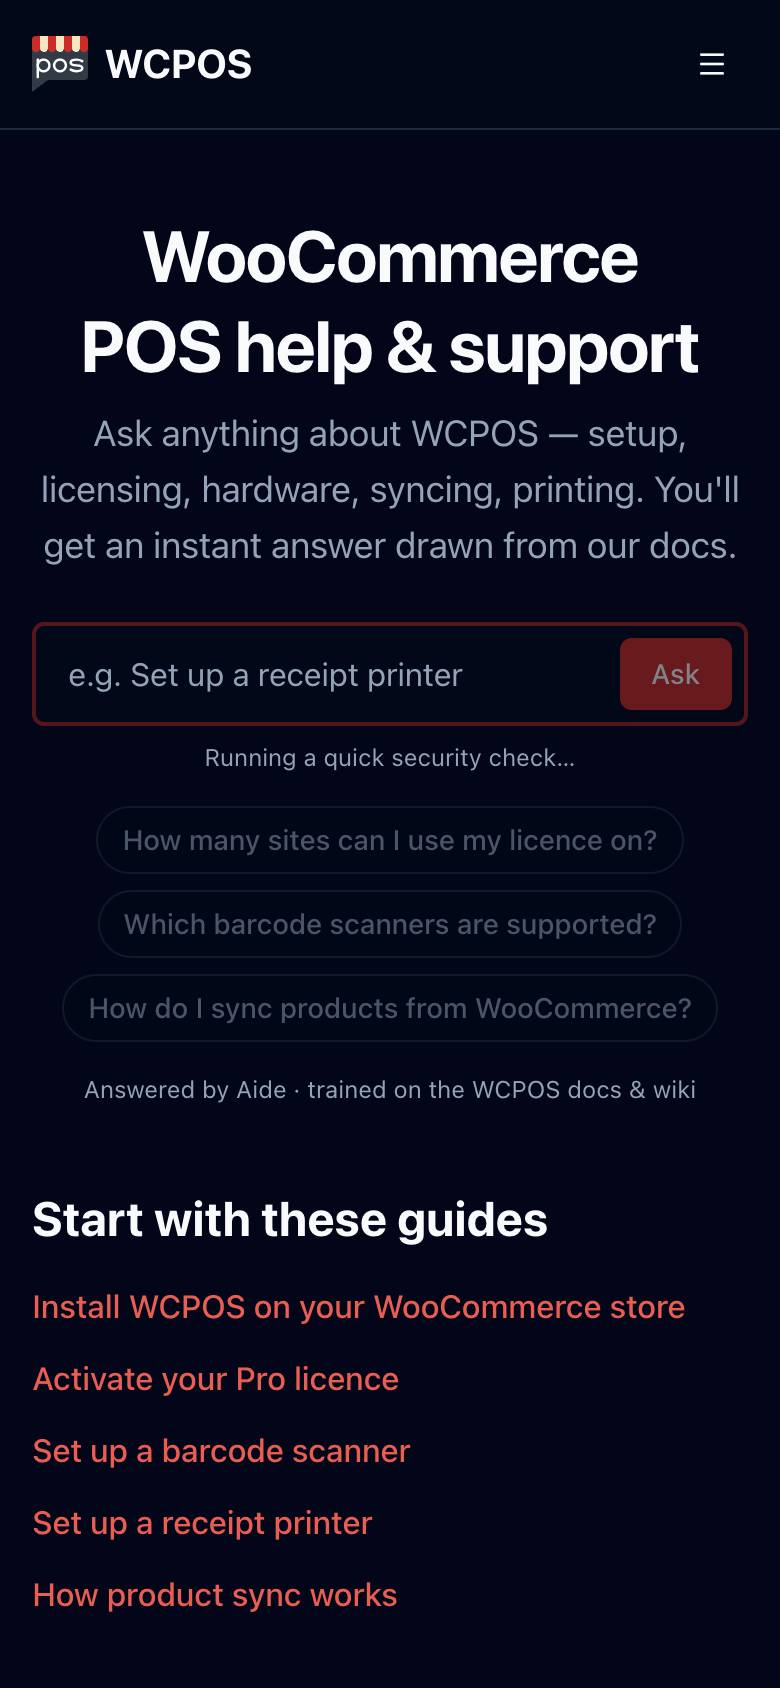 pos WCPOS
WooCommerce
POS help & support
Ask anything about WCPOS — setup,
licensing, hardware, syncing, printing. You'll
get an instant answer drawn from our docs.
e.g. Set up a receipt printer
Ask
Running a quick security check…
How many sites can I use my licence on?
Which barcode scanners are supported?
How do I sync products from WooCommerce?
Answered by Aide · trained on the WCPOS docs & wiki
Start with these guides
Install WCPOS on your WooCommerce store
Activate your Pro licence
Set up a barcode scanner
Set up a receipt printer
How product sync works